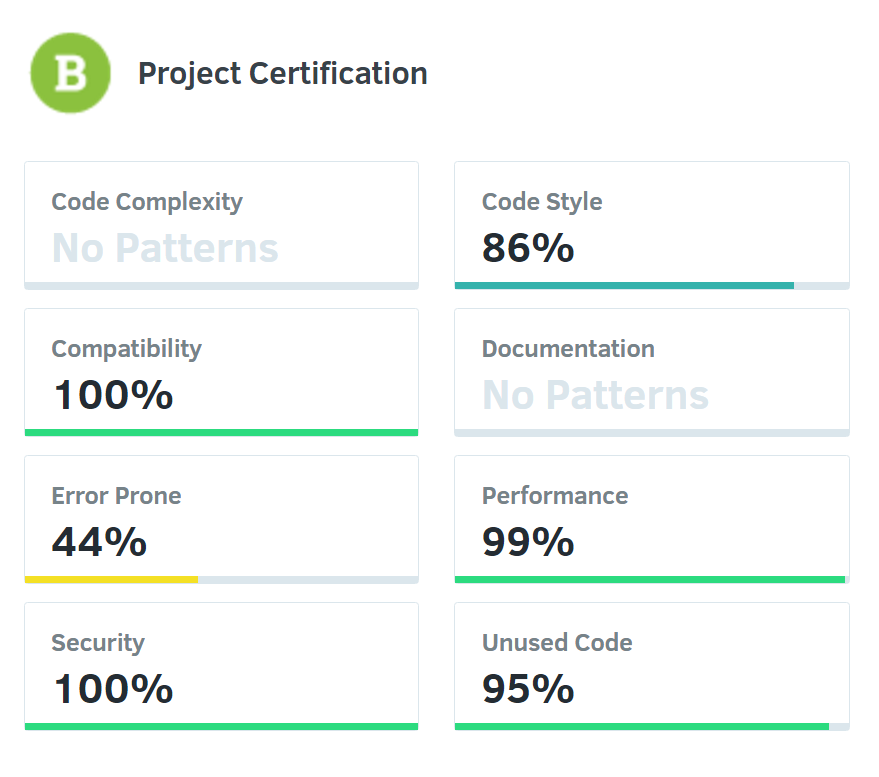 B
Project Certification
Code Complexity
No Patterns
Code Style
86%
Compatibility
100%
Documentation
No Patterns
Error Prone
44%
Performance
99%
Security
100%
Unused Code
95%